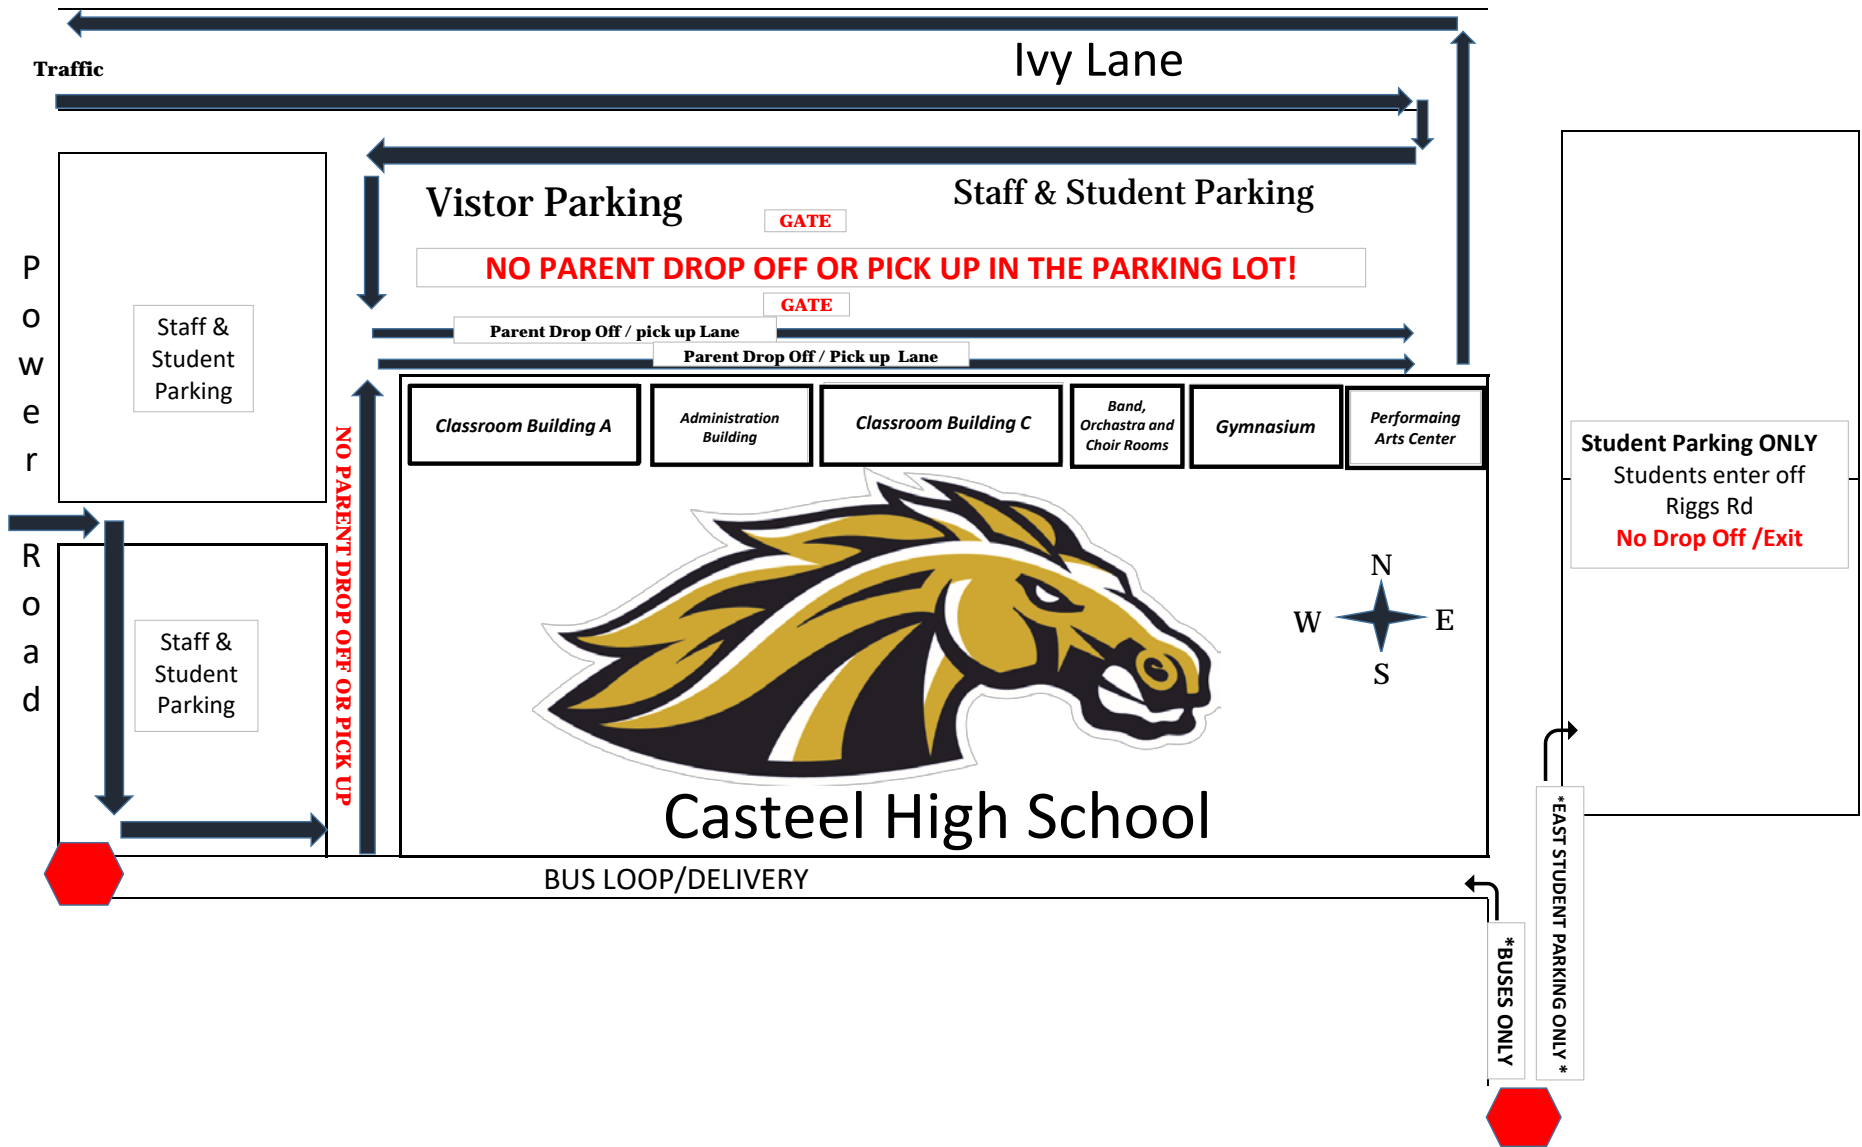 Ivy Lane
Traffic
Vistor Parking
Staff & Student Parking
GATE
NO PARENT DROP OFF OR PICK UP IN THE PARKING LOT!
GATE
Parent Drop Off / pick up Lane
Parent Drop Off / Pick up Lane
Power
Road
Staff &
Student
Parking
Staff &
Student
Parking
NO PARENT DROP OFF OR PICK UP
Classroom Building A
Administration
Building
Classroom Building C
Band,
Orchastra and
Choir Rooms
Gymnasium
Performaing
Arts Center
N
W
E
S
Casteel High School
BUS LOOP/DELIVERY
Student Parking ONLY
Students enter off
Riggs Rd
No Drop Off /Exit
*EAST STUDENT PARKING ONLY *
*BUSES ONLY